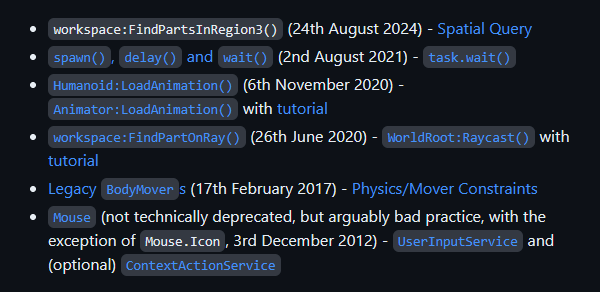 workspace:FindPartsInRegion3() (24th August 2024) - Spatial Query
spawn(), delay() and wait() (2nd August 2021) - task.wait()
Humanoid:LoadAnimation() (6th November 2020) -
Animator:LoadAnimation() with tutorial
workspace:FindPartOnRay() (26th June 2020) - WorldRoot:Raycast() with
tutorial
Legacy BodyMovers (17th February 2017) - Physics/Mover Constraints
Mouse (not technically deprecated, but arguably bad practice, with the
exception of Mouse.Icon, 3rd December 2012) - UserInputService and
(optional) ContextActionService